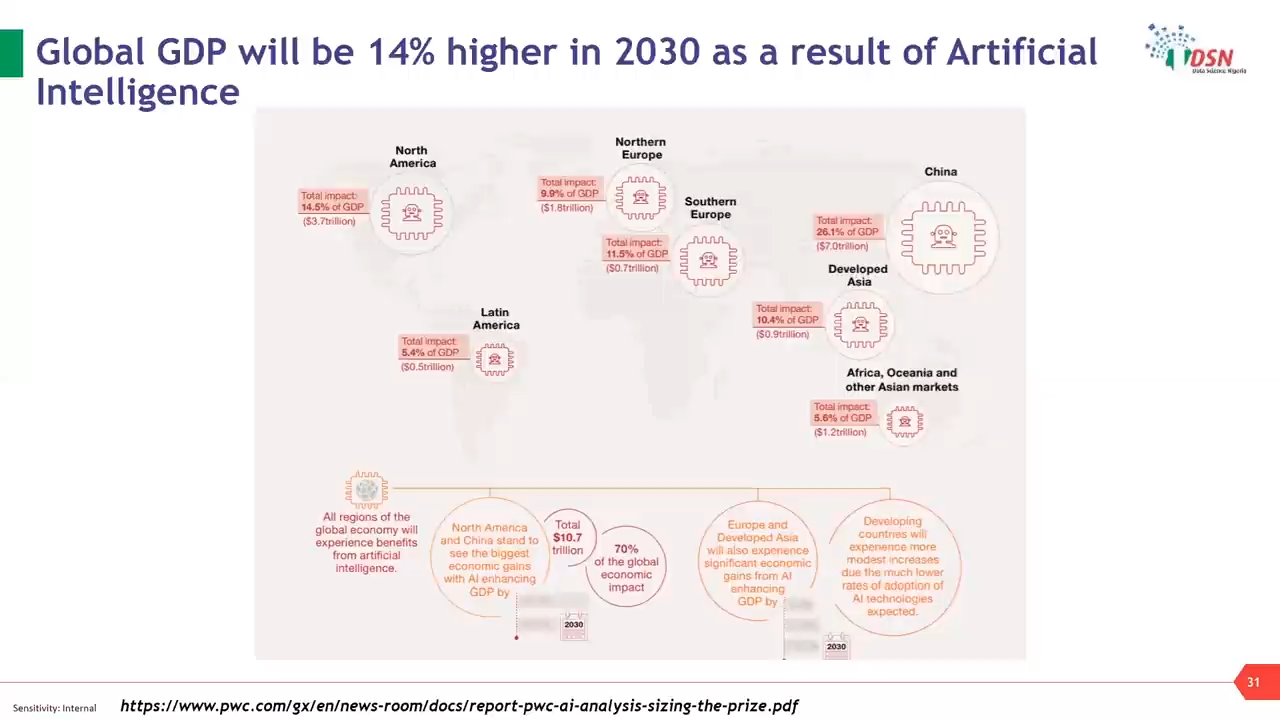 Global GDP will be 14% higher in 2030 as a result of Artificial
Intelligence
DSN
Data Science Nigeria
North
America
Total impact:
14.5% of GDP
($3.7trillion)
Northern
Europe
Total impact:
9.9% of GDP
($1.8trillion)
Southern
Europe
Total impact:
11.5% of GDP
($0.7trillion)
China
Total impact:
26.1% of GDP
($7.0trillion)
Developed
Asia
Total impact:
10.4% of GDP
($0.9trillion)
Latin
America
Total impact:
5.4% of GDP
($0.5trillion)
Africa, Oceania and
other Asian markets
Total impact:
5.6% of GDP
($1.2trillion)
All regions of the
global economy will
experience benefits
from artificial
intelligence.
North America
and China stand to
see the biggest
economic gains
with AI enhancing
GDP by
2030
Total
$10.7
trillion
70%
of the global
economic
impact
Europe and
Developed Asia
will also experience
significant economic
gains from AI
enhancing
GDP by
2030
Developing
countries will
experience more
modest increases
due the much lower
rates of adoption of
AI technologies
expected.
31
Sensitivity: Internal
https://www.pwc.com/gx/en/news-room/docs/report-pwc-ai-analysis-sizing-the-prize.pdf